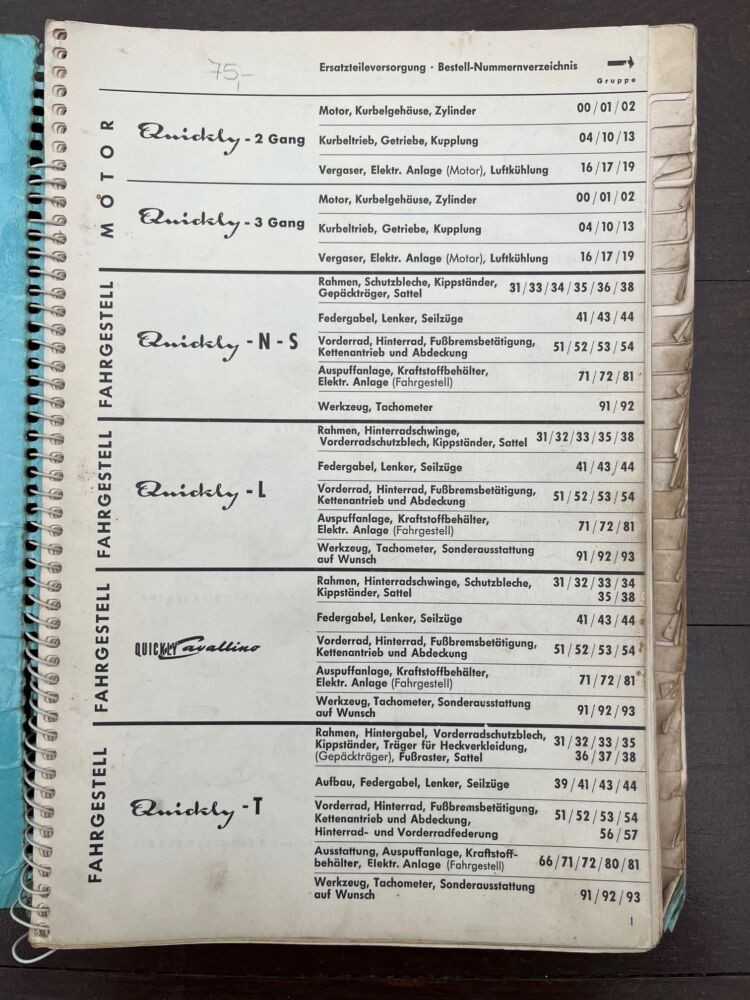 75,-
Ersatzteileversorgung · Bestell-Nummernverzeichnis
Gruppe
MOTOR
Quickly - 2 Gang
Motor, Kurbelgehäuse, Zylinder 00/01/02
Kurbeltrieb, Getriebe, Kupplung 04/10/13
Vergaser, Elektr. Anlage (Motor), Luftkühlung 16/17/19
Quickly - 3 Gang
Motor, Kurbelgehäuse, Zylinder 00/01/02
Kurbeltrieb, Getriebe, Kupplung 04/10/13
Vergaser, Elektr. Anlage (Motor), Luftkühlung 16/17/19
FAHRGESTELL
Quickly - N - S
Rahmen, Schutzbleche, Kippständer, 31/33/34/35/36/38
Gepäckträger, Sattel
Federgabel, Lenker, Seilzüge 41/43/44
Vorderrad, Hinterrad, Fußbremsbetätigung, 51/52/53/54
Kettenantrieb und Abdeckung
Auspuffanlage, Kraftstoffbehälter, 71/72/81
Elektr. Anlage (Fahrgestell)
Werkzeug, Tachometer 91/92
FAHRGESTELL
Quickly - L
Rahmen, Hinterradschwinge, 31/32/33/35/38
Vorderradschutzblech, Kippständer, Sattel
Federgabel, Lenker, Seilzüge 41/43/44
Vorderrad, Hinterrad, Fußbremsbetätigung, 51/52/53/54
Kettenantrieb und Abdeckung
Auspuffanlage, Kraftstoffbehälter, 71/72/81
Elektr. Anlage (Fahrgestell)
Werkzeug, Tachometer, Sonderausstattung 91/92/93
auf Wunsch
FAHRGESTELL
QUICKLY Cavallino
Rahmen, Hinterradschwinge, Schutzbleche, 31/32/33/34
Kippständer, Sattel 35/38
Federgabel, Lenker, Seilzüge 41/43/44
Vorderrad, Hinterrad, Fußbremsbetätigung, 51/52/53/54
Kettenantrieb und Abdeckung
Auspuffanlage, Kraftstoffbehälter, 71/72/81
Elektr. Anlage (Fahrgestell)
Werkzeug, Tachometer, Sonderausstattung 91/92/93
auf Wunsch
FAHRGESTELL
Quickly - T
Rahmen, Hintergabel, Vorderradschutzblech, 31/32/33/35
Kippständer, Träger für Heckverkleidung, 36/37/38
(Gepäckträger), Fußraster, Sattel
Aufbau, Federgabel, Lenker, Seilzüge 39/41/43/44
Vorderrad, Hinterrad, Fußbremsbetätigung, 51/52/53/54
Kettenantrieb und Abdeckung,
Hinterrad- und Vorderradfederung 56/57
Ausstattung, Auspuffanlage, Kraftstoff- 66/71/72/80/81
behälter, Elektr. Anlage (Fahrgestell)
Werkzeug, Tachometer, Sonderausstattung 91/92/93
auf Wunsch
I